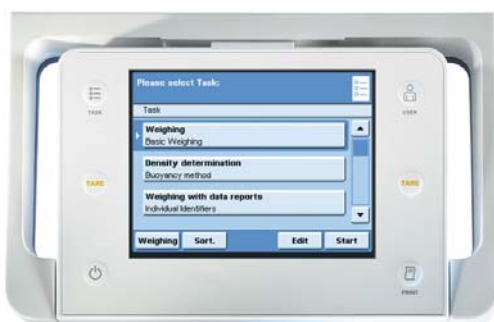 Please select Task:
TASK
USER
Task
Weighing
Basic Weighing
Density determination
Buoyancy method
TARE
TARE
Weighing with data reports
Individual Identifiers
Weighing Sort. Edit Start
PRINT